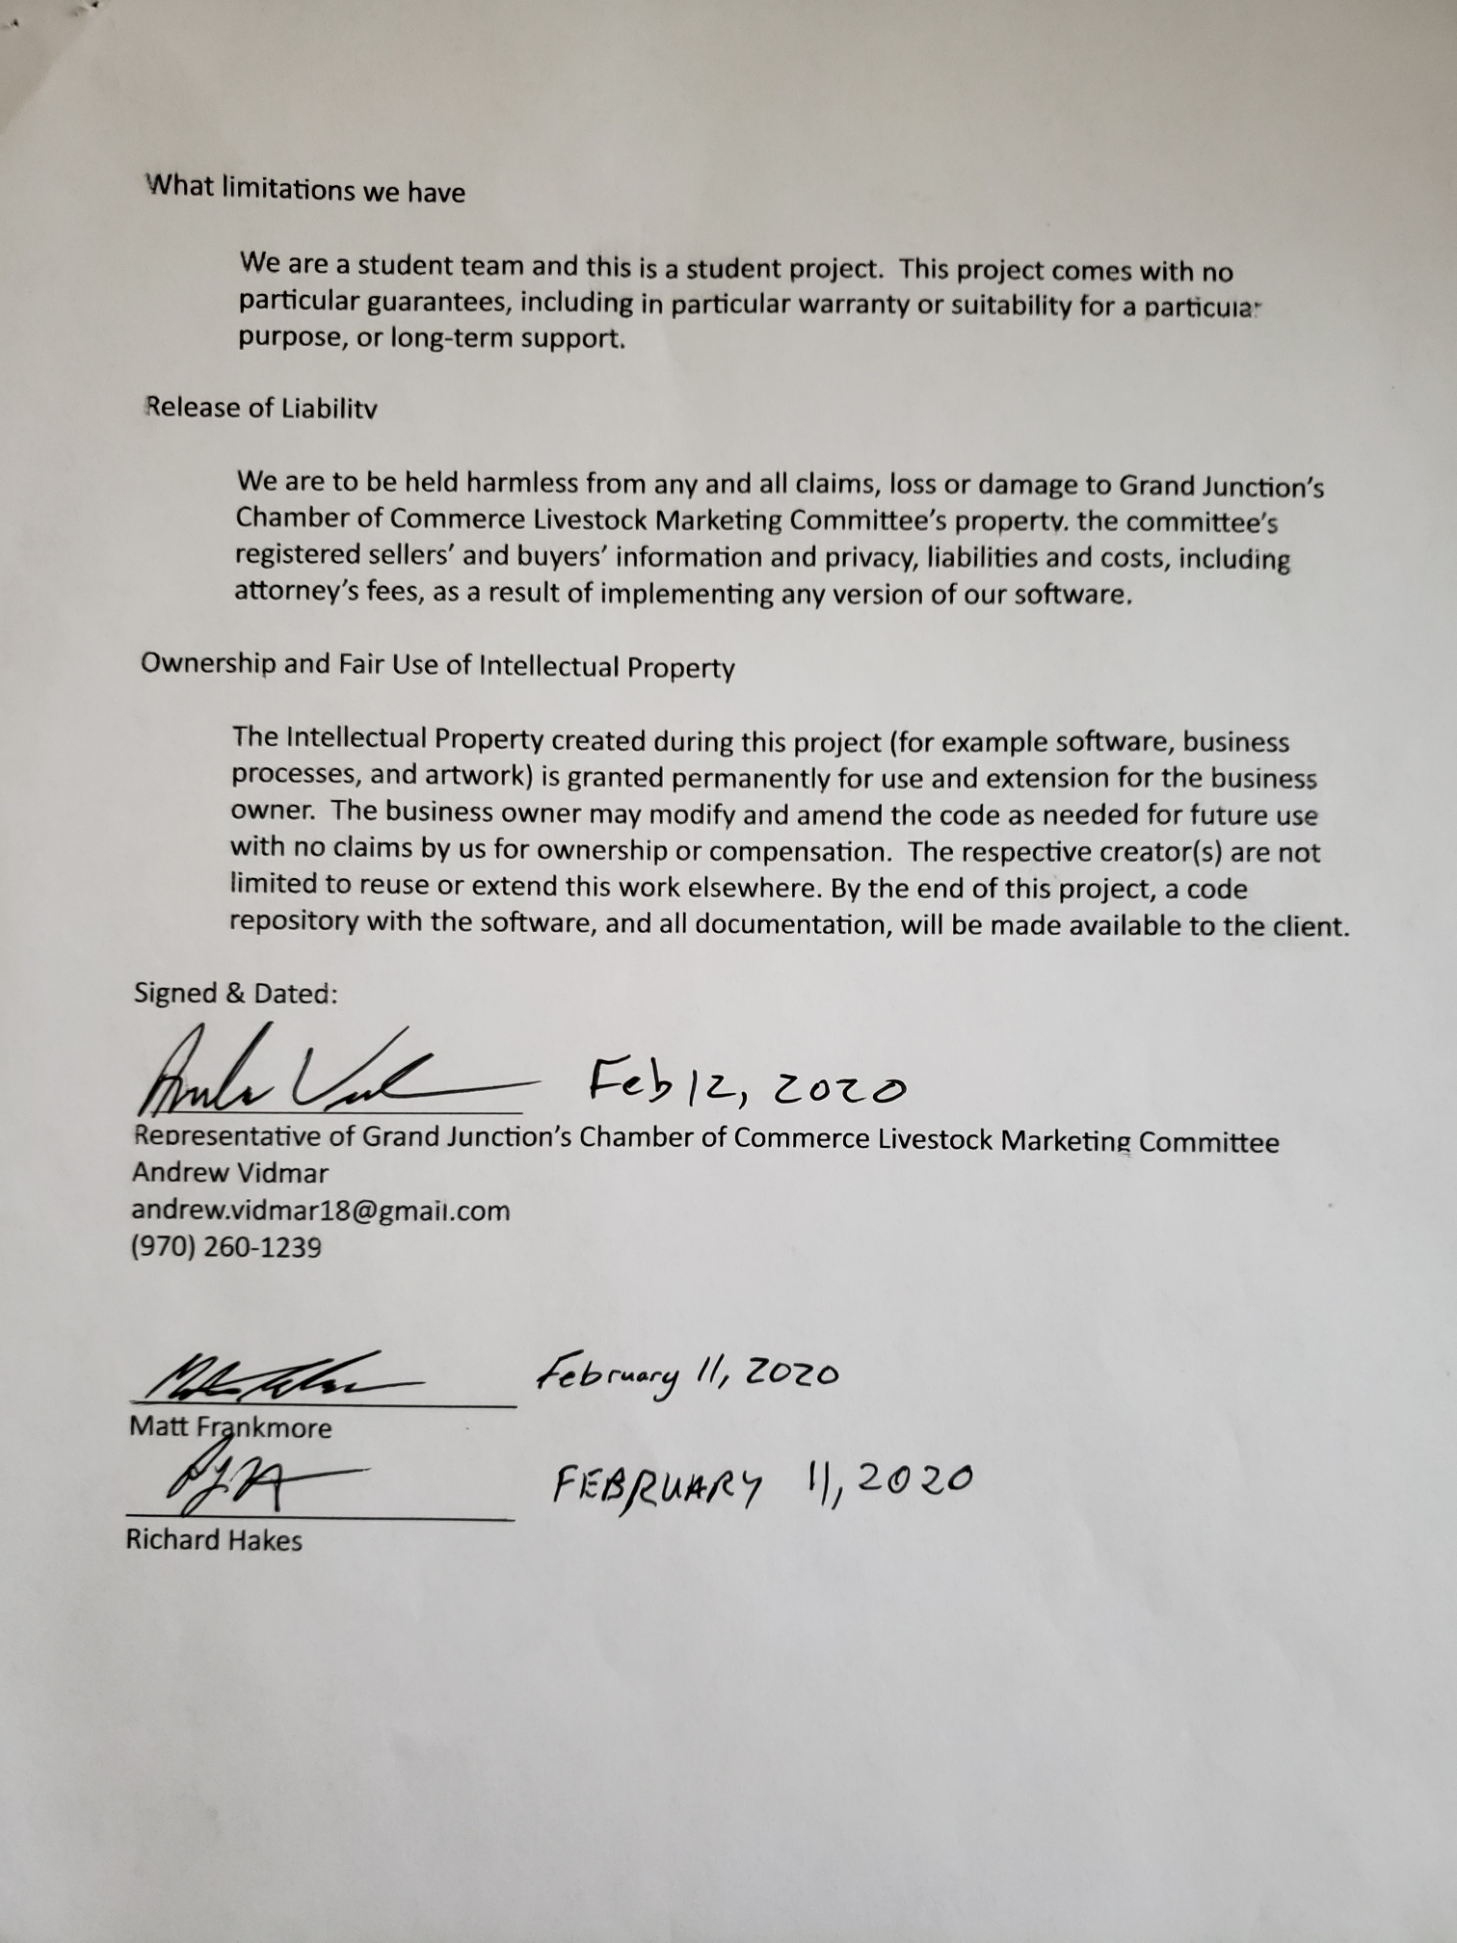 What limitations we have
We are a student team and this is a student project.  This project comes with no
particular guarantees, including in particular warranty or suitability for a particular
purpose, or long-term support.
Release of Liability
We are to be held harmless from any and all claims, loss or damage to Grand Junction’s
Chamber of Commerce Livestock Marketing Committee’s property. the committee’s
registered sellers’ and buyers’ information and privacy, liabilities and costs, including
attorney’s fees, as a result of implementing any version of our software.
Ownership and Fair Use of Intellectual Property
The Intellectual Property created during this project (for example software, business
processes, and artwork) is granted permanently for use and extension for the business
owner.  The business owner may modify and amend the code as needed for future use
with no claims by us for ownership or compensation.  The respective creator(s) are not
limited to reuse or extend this work elsewhere. By the end of this project, a code
repository with the software, and all documentation, will be made available to the client.
Signed & Dated:
Feb 12, 2020
Representative of Grand Junction’s Chamber of Commerce Livestock Marketing Committee
Andrew Vidmar
andrew.vidmar18@gmail.com
(970) 260-1239
February 11, 2020
Matt Frankmore
FEBRUARY 11, 2020
Richard Hakes